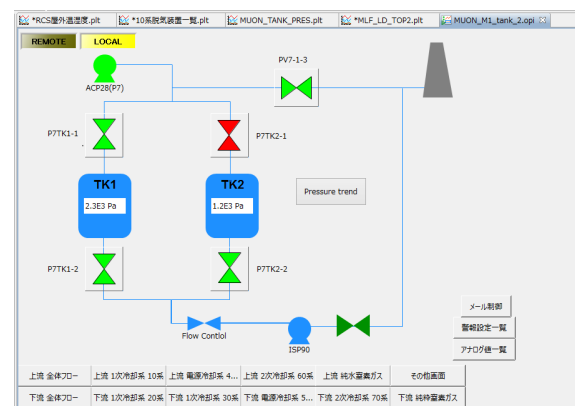 *RCS屋外温湿度.plt
*10系脱気装置一覧.plt
MUON_TANK_PRES.plt
*MLF_LD_TOP2.plt
MUON_M1_tank_2.opi
REMOTE
LOCAL
PV7-1-3
ACP28(P7)
P7TK1-1
P7TK2-1
TK1
TK2
2.3E3 Pa
1.2E3 Pa
Pressure trend
P7TK1-2
P7TK2-2
Flow Contlol
ISP90
メール制御
警報設定一覧
アナログ値一覧
上流 全体フロー 上流 1次冷却系 10系 上流 電源冷却系 4... 上流 2次冷却系 60系 上流 純水窒素ガス その他画面
下流 全体フロー 下流 1次冷却系 20系 下流 1次冷却系 30系 下流 電源冷却系 5... 下流 2次冷却系 70系 下流 純粋窒素ガス